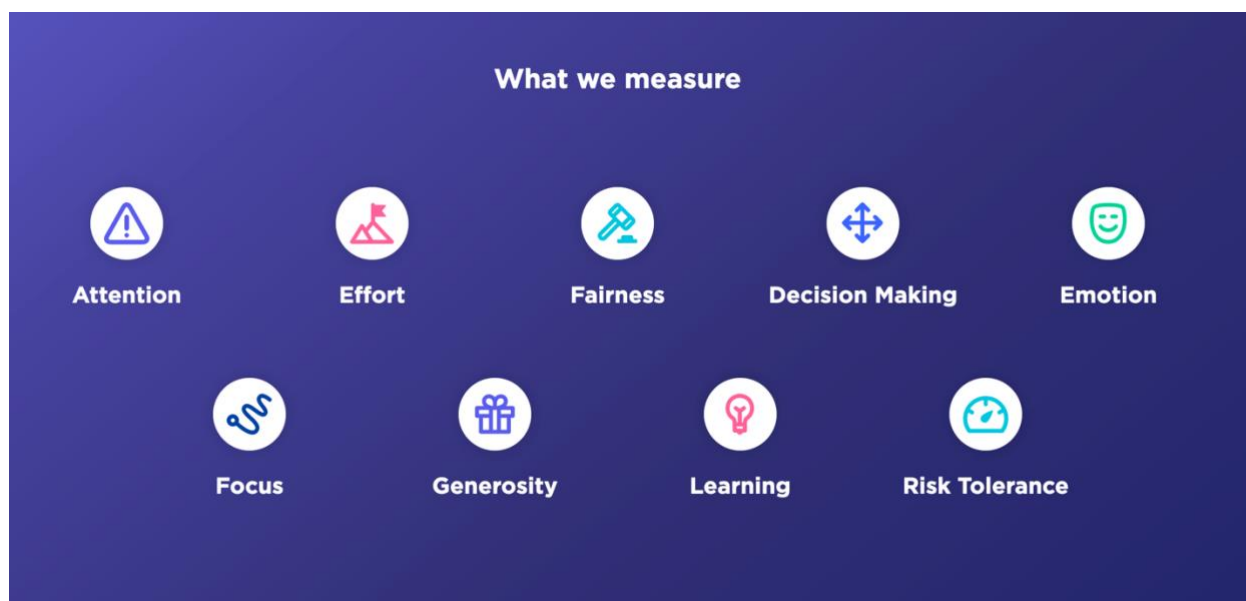 What we measure
Attention
Effort
Fairness
Decision Making
Emotion
Focus
Generosity
Learning
Risk Tolerance